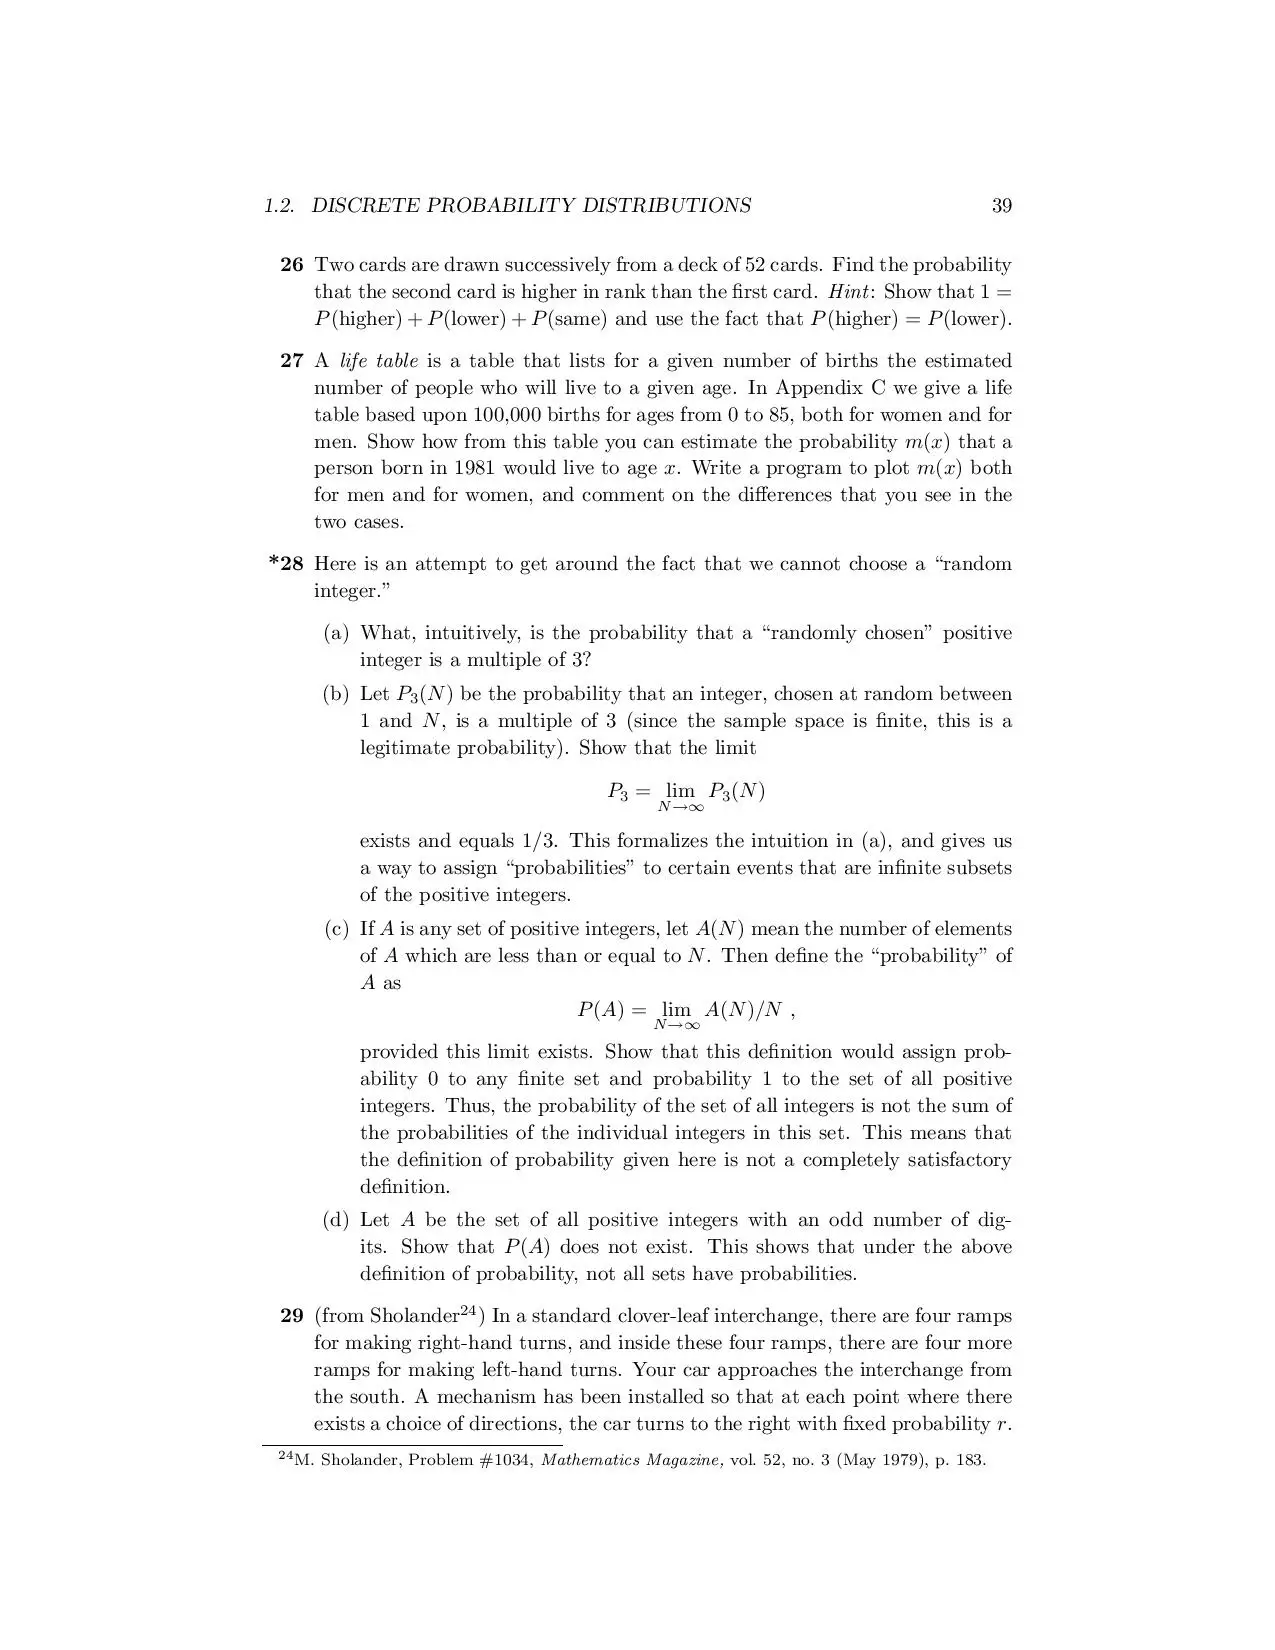 1.2. DISCRETE PROBABILITY DISTRIBUTIONS 39
26 Two cards are drawn successively from a deck of 52 cards. Find the probability
that the second card is higher in rank than the first card. Hint: Show that 1 =
P(higher) + P(lower) + P(same) and use the fact that P(higher) = P(lower).
27 A life table is a table that lists for a given number of births the estimated
number of people who will live to a given age. In Appendix C we give a life
table based upon 100,000 births for ages from 0 to 85, both for women and for
men. Show how from this table you can estimate the probability m(x) that a
person born in 1981 would live to age x. Write a program to plot m(x) both
for men and for women, and comment on the differences that you see in the
two cases.
*28 Here is an attempt to get around the fact that we cannot choose a “random
integer.”
(a) What, intuitively, is the probability that a “randomly chosen” positive
integer is a multiple of 3?
(b) Let P₃(N) be the probability that an integer, chosen at random between
1 and N, is a multiple of 3 (since the sample space is finite, this is a
legitimate probability). Show that the limit
P₃ = lim P₃(N)
N→∞
exists and equals 1/3. This formalizes the intuition in (a), and gives us
a way to assign “probabilities” to certain events that are infinite subsets
of the positive integers.
(c) If A is any set of positive integers, let A(N) mean the number of elements
of A which are less than or equal to N. Then define the “probability” of
A as
P(A) = lim A(N)/N ,
N→∞
provided this limit exists. Show that this definition would assign prob-
ability 0 to any finite set and probability 1 to the set of all positive
integers. Thus, the probability of the set of all integers is not the sum of
the probabilities of the individual integers in this set. This means that
the definition of probability given here is not a completely satisfactory
definition.
(d) Let A be the set of all positive integers with an odd number of dig-
its. Show that P(A) does not exist. This shows that under the above
definition of probability, not all sets have probabilities.
29 (from Sholander²⁴) In a standard clover-leaf interchange, there are four ramps
for making right-hand turns, and inside these four ramps, there are four more
ramps for making left-hand turns. Your car approaches the interchange from
the south. A mechanism has been installed so that at each point where there
exists a choice of directions, the car turns to the right with fixed probability r.
²⁴M. Sholander, Problem #1034, Mathematics Magazine, vol. 52, no. 3 (May 1979), p. 183.